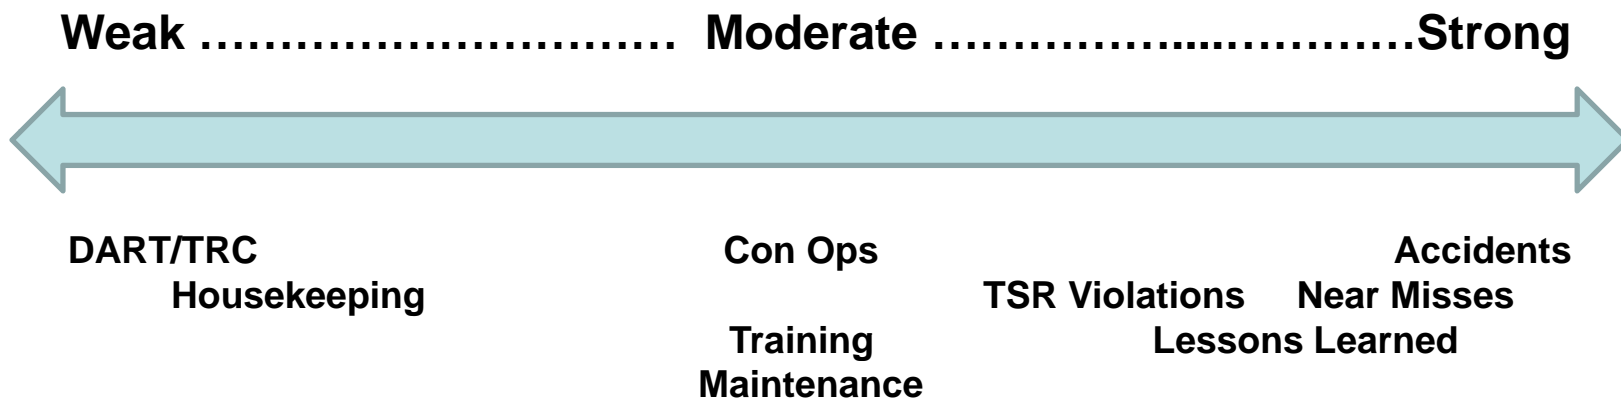 Weak ………………………… Moderate ……………....…………Strong
DART/TRC Con Ops Accidents
Housekeeping TSR Violations Near Misses
Training Lessons Learned
Maintenance